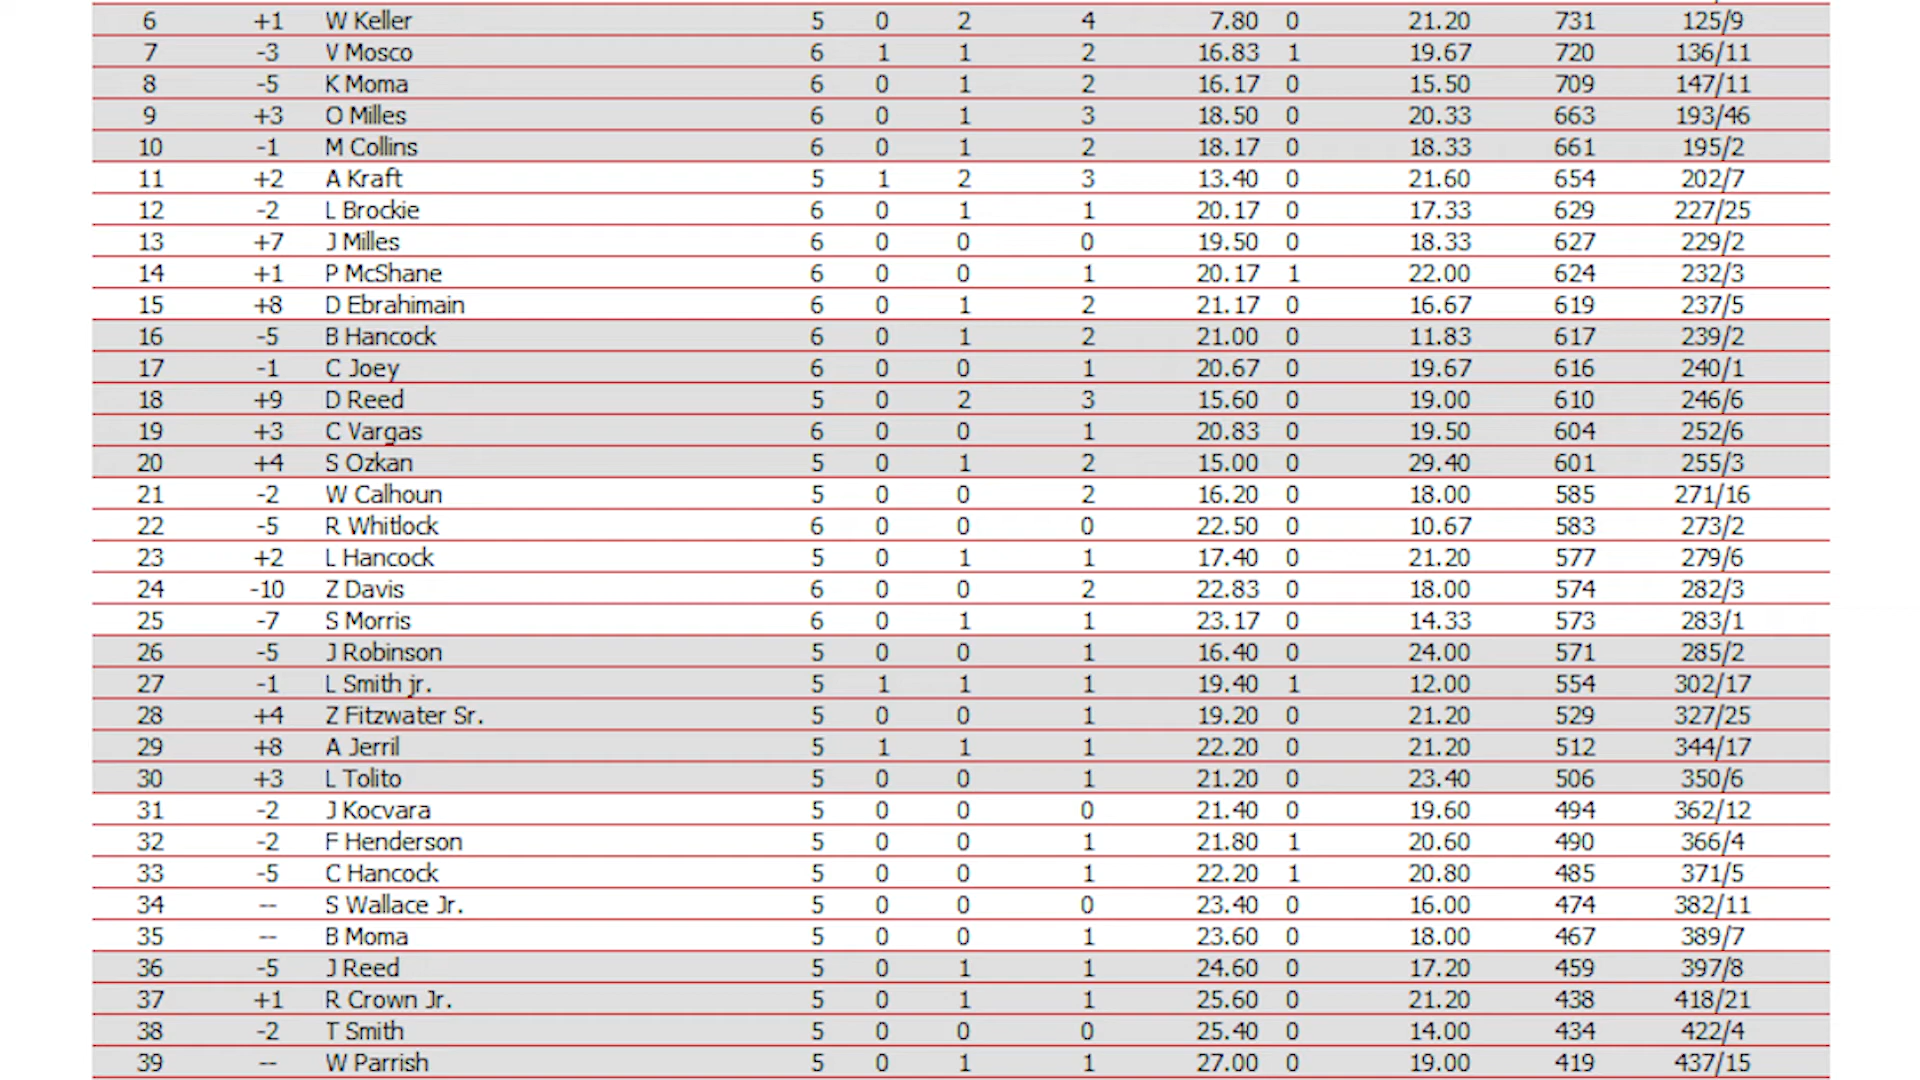 6 +1 W Keller 5 0 2 4 7.80 0 21.20 731 125/9
7 -3 V Mosco 6 1 1 2 16.83 1 19.67 720 136/11
8 -5 K Moma 6 0 1 2 16.17 0 15.50 709 147/11
9 +3 O Milles 6 0 1 3 18.50 0 20.33 663 193/46
10 -1 M Collins 6 0 1 2 18.17 0 18.33 661 195/2
11 +2 A Kraft 5 1 2 3 13.40 0 21.60 654 202/7
12 -2 L Brockie 6 0 1 1 20.17 0 17.33 629 227/25
13 +7 J Milles 6 0 0 0 19.50 0 18.33 627 229/2
14 +1 P McShane 6 0 0 1 20.17 1 22.00 624 232/3
15 +8 D Ebrahimain 6 0 1 2 21.17 0 16.67 619 237/5
16 -5 B Hancock 6 0 1 2 21.00 0 11.83 617 239/2
17 -1 C Joey 6 0 0 1 20.67 0 19.67 616 240/1
18 +9 D Reed 5 0 2 3 15.60 0 19.00 610 246/6
19 +3 C Vargas 6 0 0 1 20.83 0 19.50 604 252/6
20 +4 S Ozkan 5 0 1 2 15.00 0 29.40 601 255/3
21 -2 W Calhoun 5 0 0 2 16.20 0 18.00 585 271/16
22 -5 R Whitlock 6 0 0 0 22.50 0 10.67 583 273/2
23 +2 L Hancock 5 0 1 1 17.40 0 21.20 577 279/6
24 -10 Z Davis 6 0 0 2 22.83 0 18.00 574 282/3
25 -7 S Morris 6 0 1 1 23.17 0 14.33 573 283/1
26 -5 J Robinson 5 0 0 1 16.40 0 24.00 571 285/2
27 -1 L Smith jr. 5 1 1 1 19.40 1 12.00 554 302/17
28 +4 Z Fitzwater Sr. 5 0 0 1 19.20 0 21.20 529 327/25
29 +8 A Jerril 5 1 1 1 22.20 0 21.20 512 344/17
30 +3 L Tolito 5 0 0 1 21.20 0 23.40 506 350/6
31 -2 J Kocvara 5 0 0 0 21.40 0 19.60 494 362/12
32 -2 F Henderson 5 0 0 1 21.80 1 20.60 490 366/4
33 -5 C Hancock 5 0 0 1 22.20 1 20.80 485 371/5
34 -- S Wallace Jr. 5 0 0 0 23.40 0 16.00 474 382/11
35 -- B Moma 5 0 0 1 23.60 0 18.00 467 389/7
36 -5 J Reed 5 0 1 1 24.60 0 17.20 459 397/8
37 +1 R Crown Jr. 5 0 1 1 25.60 0 21.20 438 418/21
38 -2 T Smith 5 0 0 0 25.40 0 14.00 434 422/4
39 -- W Parrish 5 0 1 1 27.00 0 19.00 419 437/15